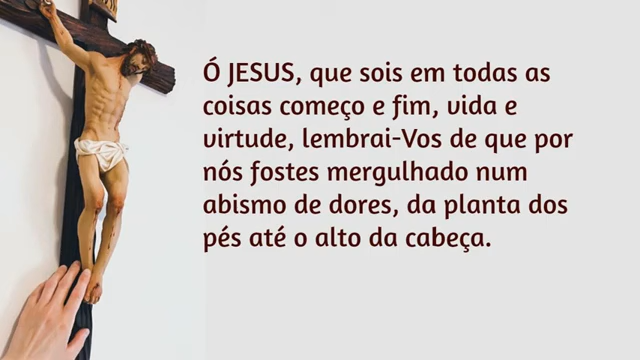 Ó JESUS, que sois em todas as
coisas começo e fim, vida e
virtude, lembrai-Vos de que por
nós fostes mergulhado num
abismo de dores, da planta dos
pés até o alto da cabeça.